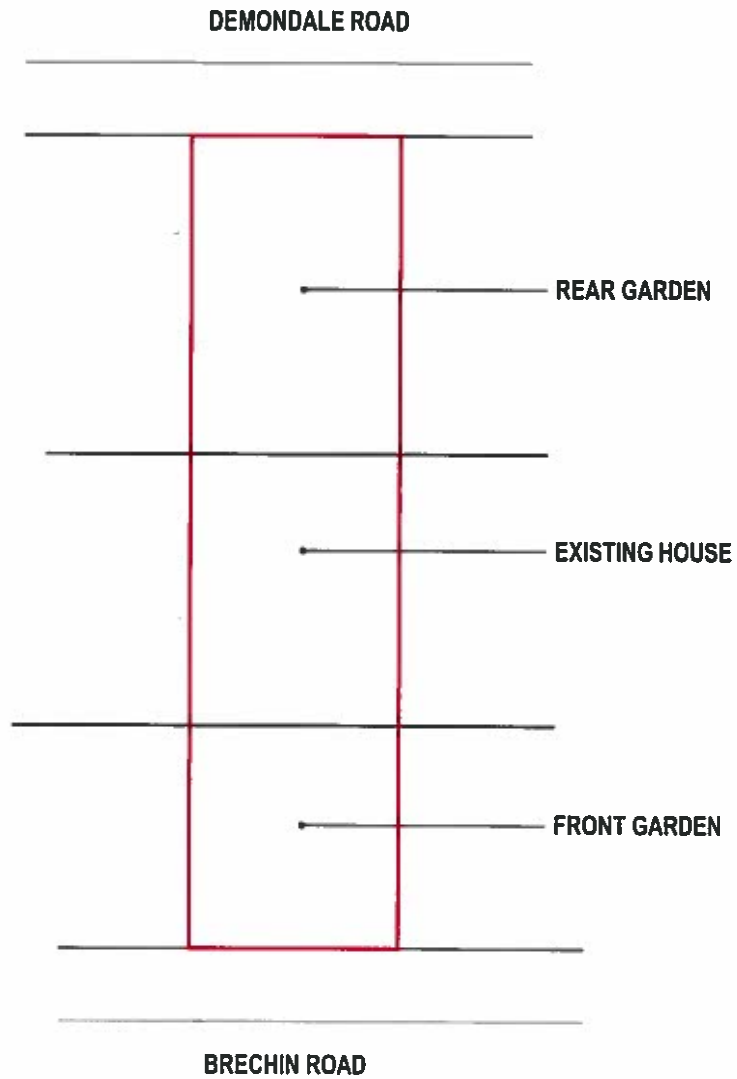 DEMONDALE ROAD
REAR GARDEN
EXISTING HOUSE
FRONT GARDEN
BRECHIN ROAD